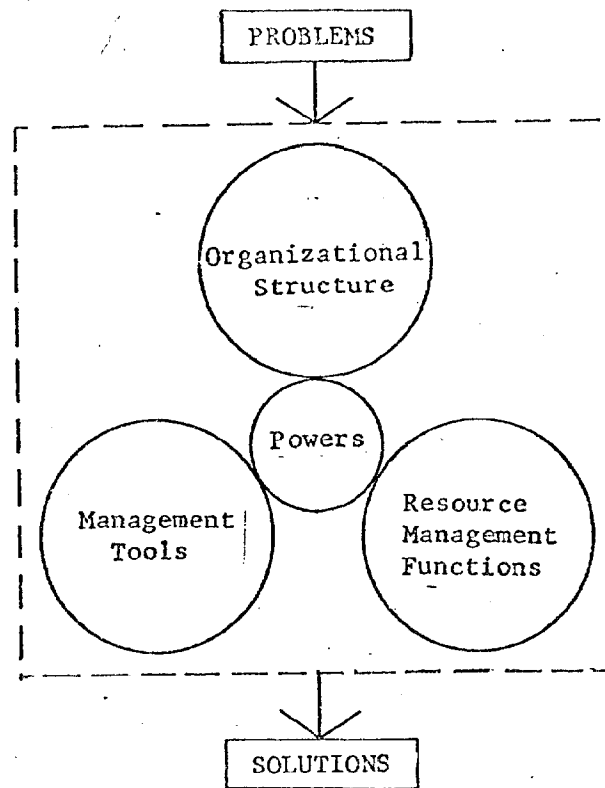 PROBLEMS
Organizational
Structure
Powers
Management
Tools
Resource
Management
Functions
SOLUTIONS